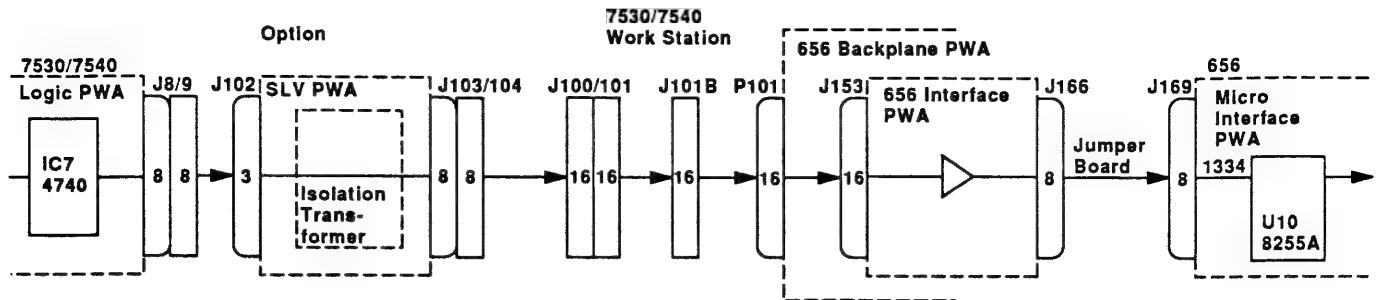 Option
7530/7540
Work Station
7530/7540
Logic PWA
IC7
4740
J8/9
8
8
J102
3
SLV PWA
Isolation
Trans-
former
J103/104
8
8
J100/101
16
16
J101B
16
P101
16
656 Backplane PWA
J153
16
656 Interface
PWA
J166
8
Jumper
Board
J169
8
656
Micro
Interface
PWA
1334
U10
8255A